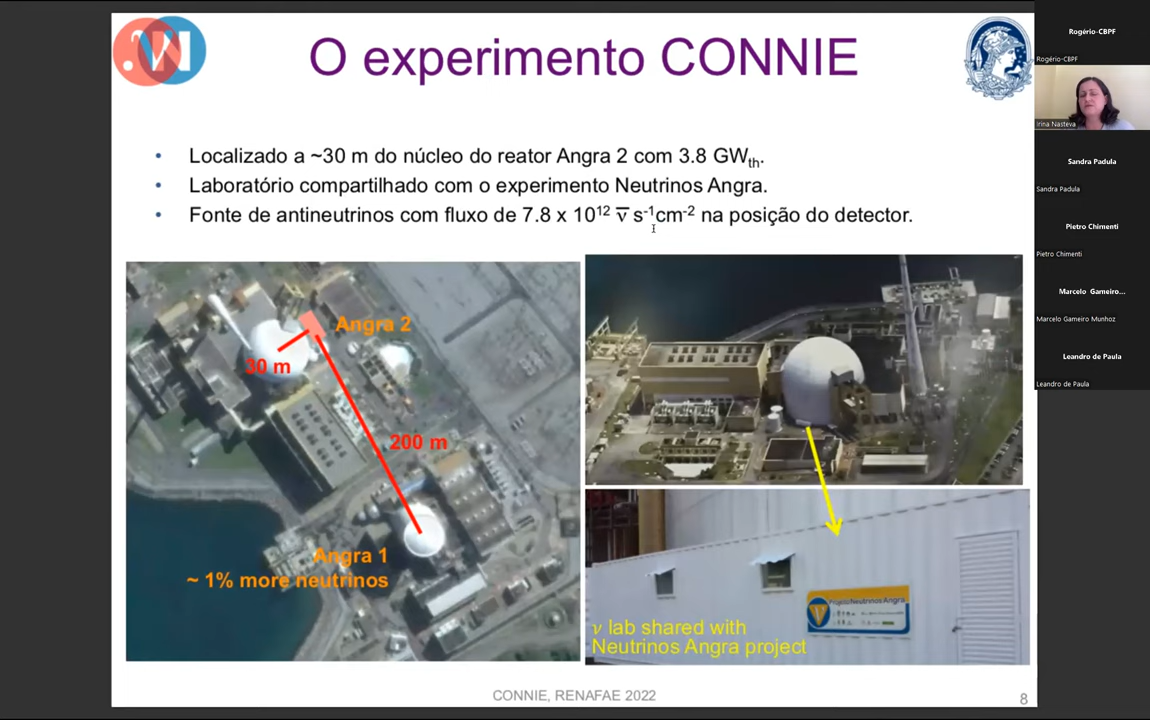 O experimento CONNIE
• Localizado a ~30 m do núcleo do reator Angra 2 com 3.8 GWth.
• Laboratório compartilhado com o experimento Neutrinos Angra.
• Fonte de antineutrinos com fluxo de 7.8 x 10¹² ν̅ s⁻¹cm⁻² na posição do detector.
Angra 2
30 m
200 m
Angra 1
~ 1% more neutrinos
Projeto Neutrinos Angra
ν lab shared with
Neutrinos Angra project
CONNIE, RENAFAE 2022
8
Rogério-CBPF
Rogério-CBPF
Irina Nasteva
Sandra Padula
Sandra Padula
Pietro Chimenti
Pietro Chimenti
Marcelo Gameiro...
Marcelo Gameiro Munhoz
Leandro de Paula
Leandro de Paula